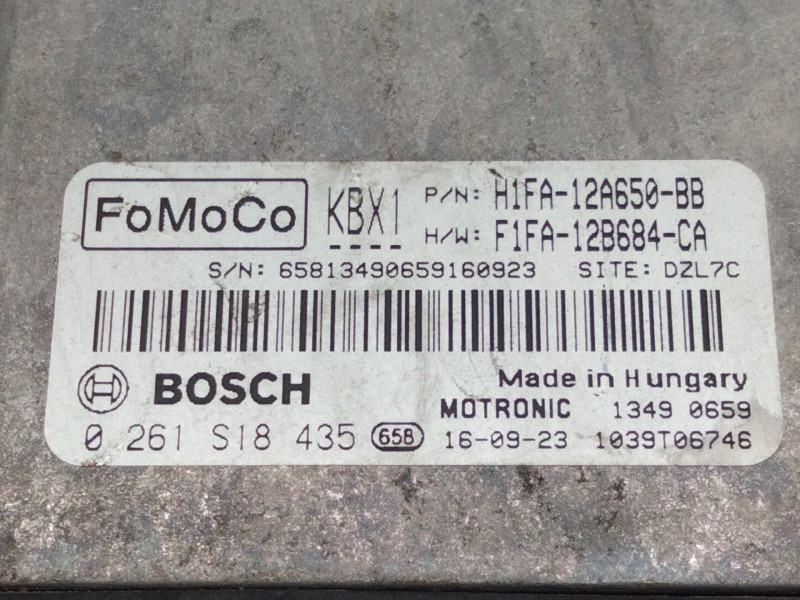 FoMoCo KBX1 P/N: H1FA-12A650-BB
H/W: F1FA-12B684-CA
S/N: 65813490659160923 SITE: DZL7C
BOSCH Made in Hungary
MOTRONIC 1349 0659
0 261 S18 435 65B 16-09-23 1039T06746